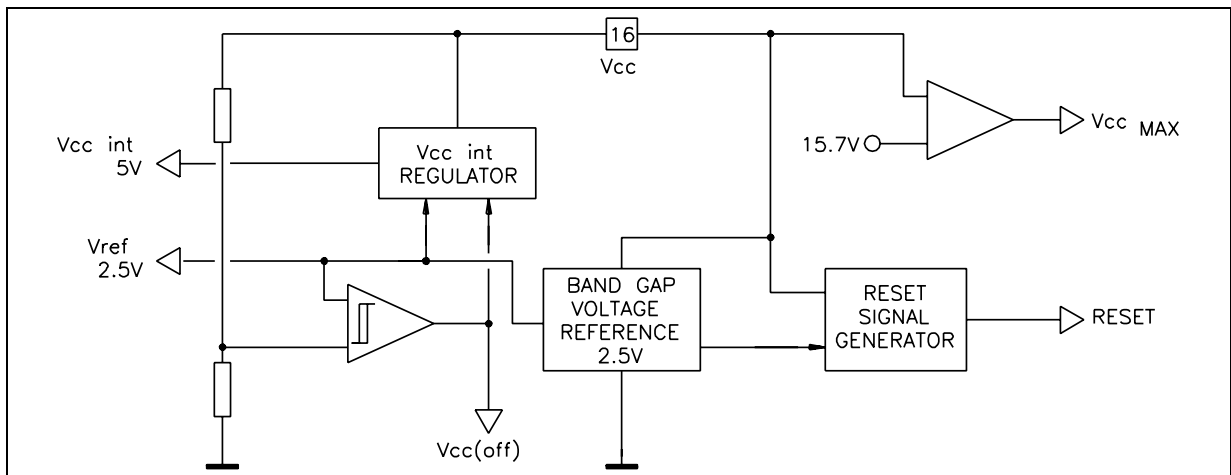 16
Vcc
Vcc int
5V
Vcc int
REGULATOR
15.7V
Vcc MAX
Vref
2.5V
BAND GAP
VOLTAGE
REFERENCE
2.5V
RESET
SIGNAL
GENERATOR
RESET
Vcc(off)